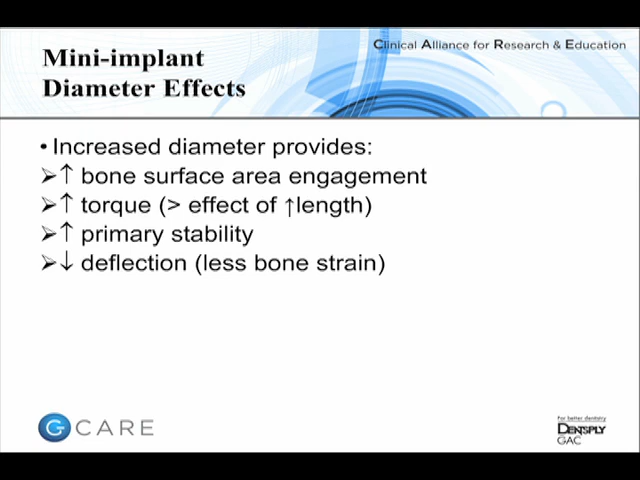 Clinical Alliance for Research & Education
Mini-implant
Diameter Effects
• Increased diameter provides:
➢↑ bone surface area engagement
➢↑ torque (> effect of ↑length)
➢↑ primary stability
➢↓ deflection (less bone strain)
G CARE
For better dentistry
DENTSPLY
GAC